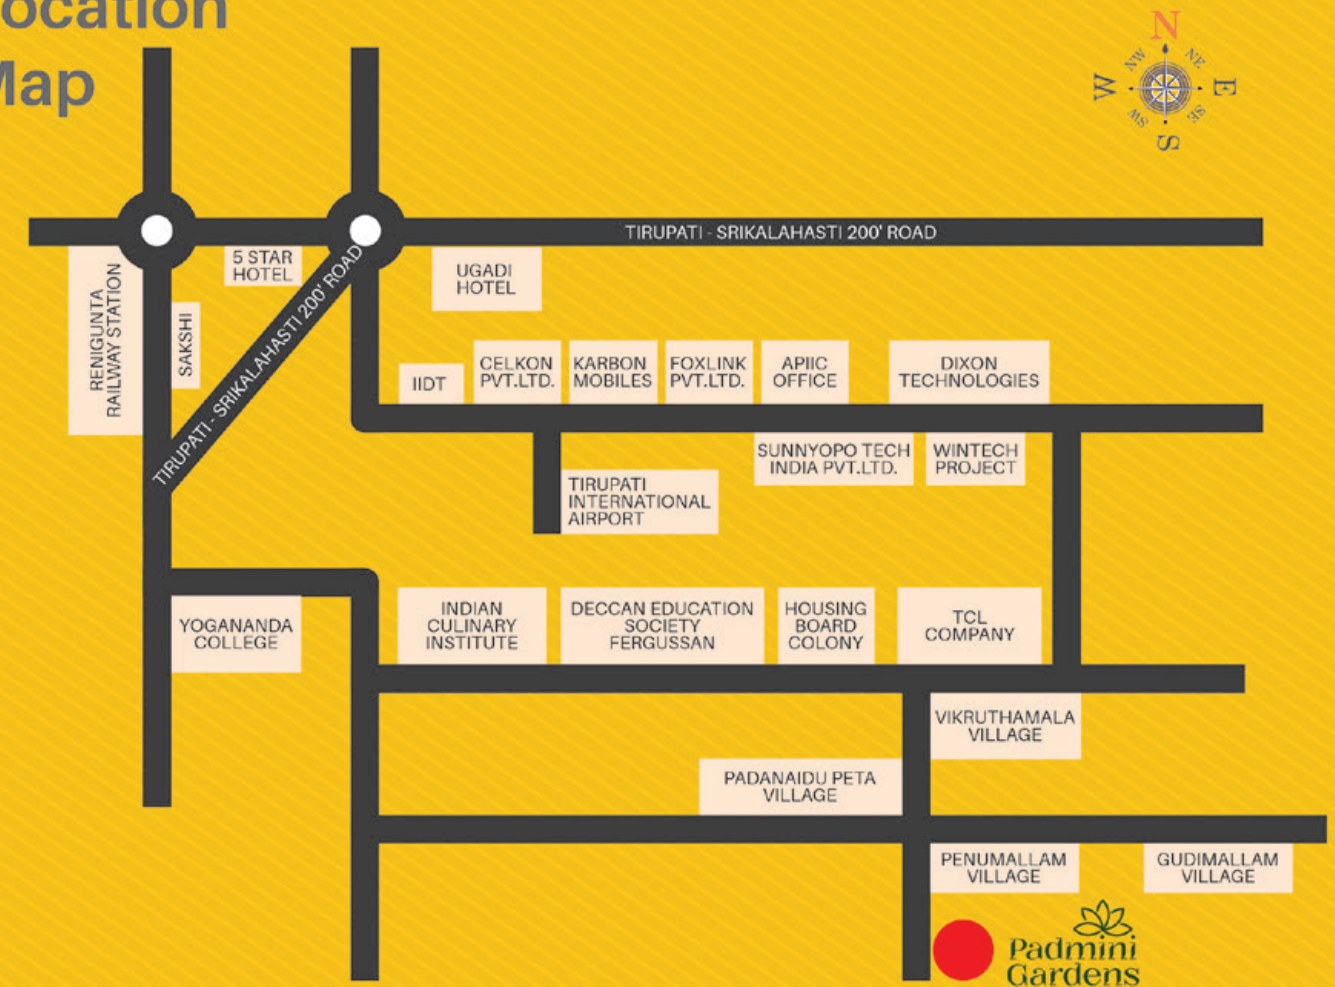 ocation
Map
N
NW
NE
W
E
SW
SE
S
TIRUPATI - SRIKALAHASTI 200' ROAD
5 STAR
HOTEL
UGADI
HOTEL
RENIGUNTA
RAILWAY STATION
SAKSHI
TIRUPATI - SRIKALAHASTI 200' ROAD
IIDT
CELKON
PVT.LTD.
KARBON
MOBILES
FOXLINK
PVT.LTD.
APIIC
OFFICE
DIXON
TECHNOLOGIES
SUNNYOPO TECH
INDIA PVT.LTD.
WINTECH
PROJECT
TIRUPATI
INTERNATIONAL
AIRPORT
YOGANANDA
COLLEGE
INDIAN
CULINARY
INSTITUTE
DECCAN EDUCATION
SOCIETY
FERGUSSAN
HOUSING
BOARD
COLONY
TCL
COMPANY
VIKRUTHAMALA
VILLAGE
PADANAIDU PETA
VILLAGE
PENUMALLAM
VILLAGE
GUDIMALLAM
VILLAGE
Padmini
Gardens